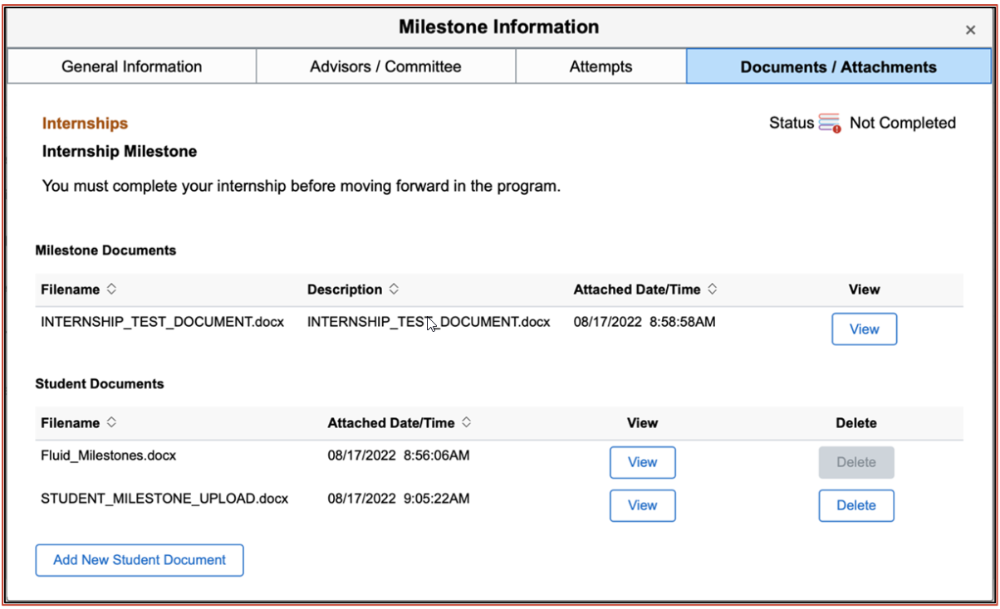 Milestone Information ×
General Information Advisors / Committee Attempts Documents / Attachments
Internships Status Not Completed
Internship Milestone
You must complete your internship before moving forward in the program.
Milestone Documents
Filename Description Attached Date/Time View
INTERNSHIP_TEST_DOCUMENT.docx INTERNSHIP_TEST_DOCUMENT.docx 08/17/2022 8:58:58AM View
Student Documents
Filename Attached Date/Time View Delete
Fluid_Milestones.docx 08/17/2022 8:56:06AM View Delete
STUDENT_MILESTONE_UPLOAD.docx 08/17/2022 9:05:22AM View Delete
Add New Student Document